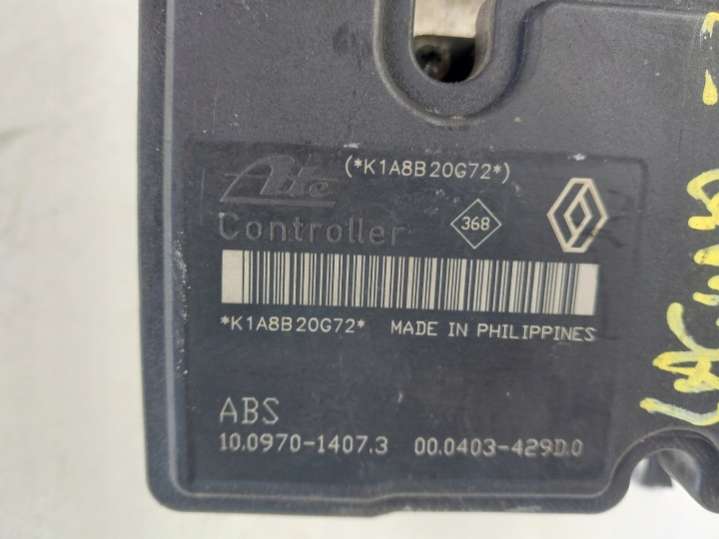 (*K1A8B20G72*)
Ate
Controller
368
*K1A8B20G72* MADE IN PHILIPPINES
ABS
10.0970-1407.3 00.0403-429D.0